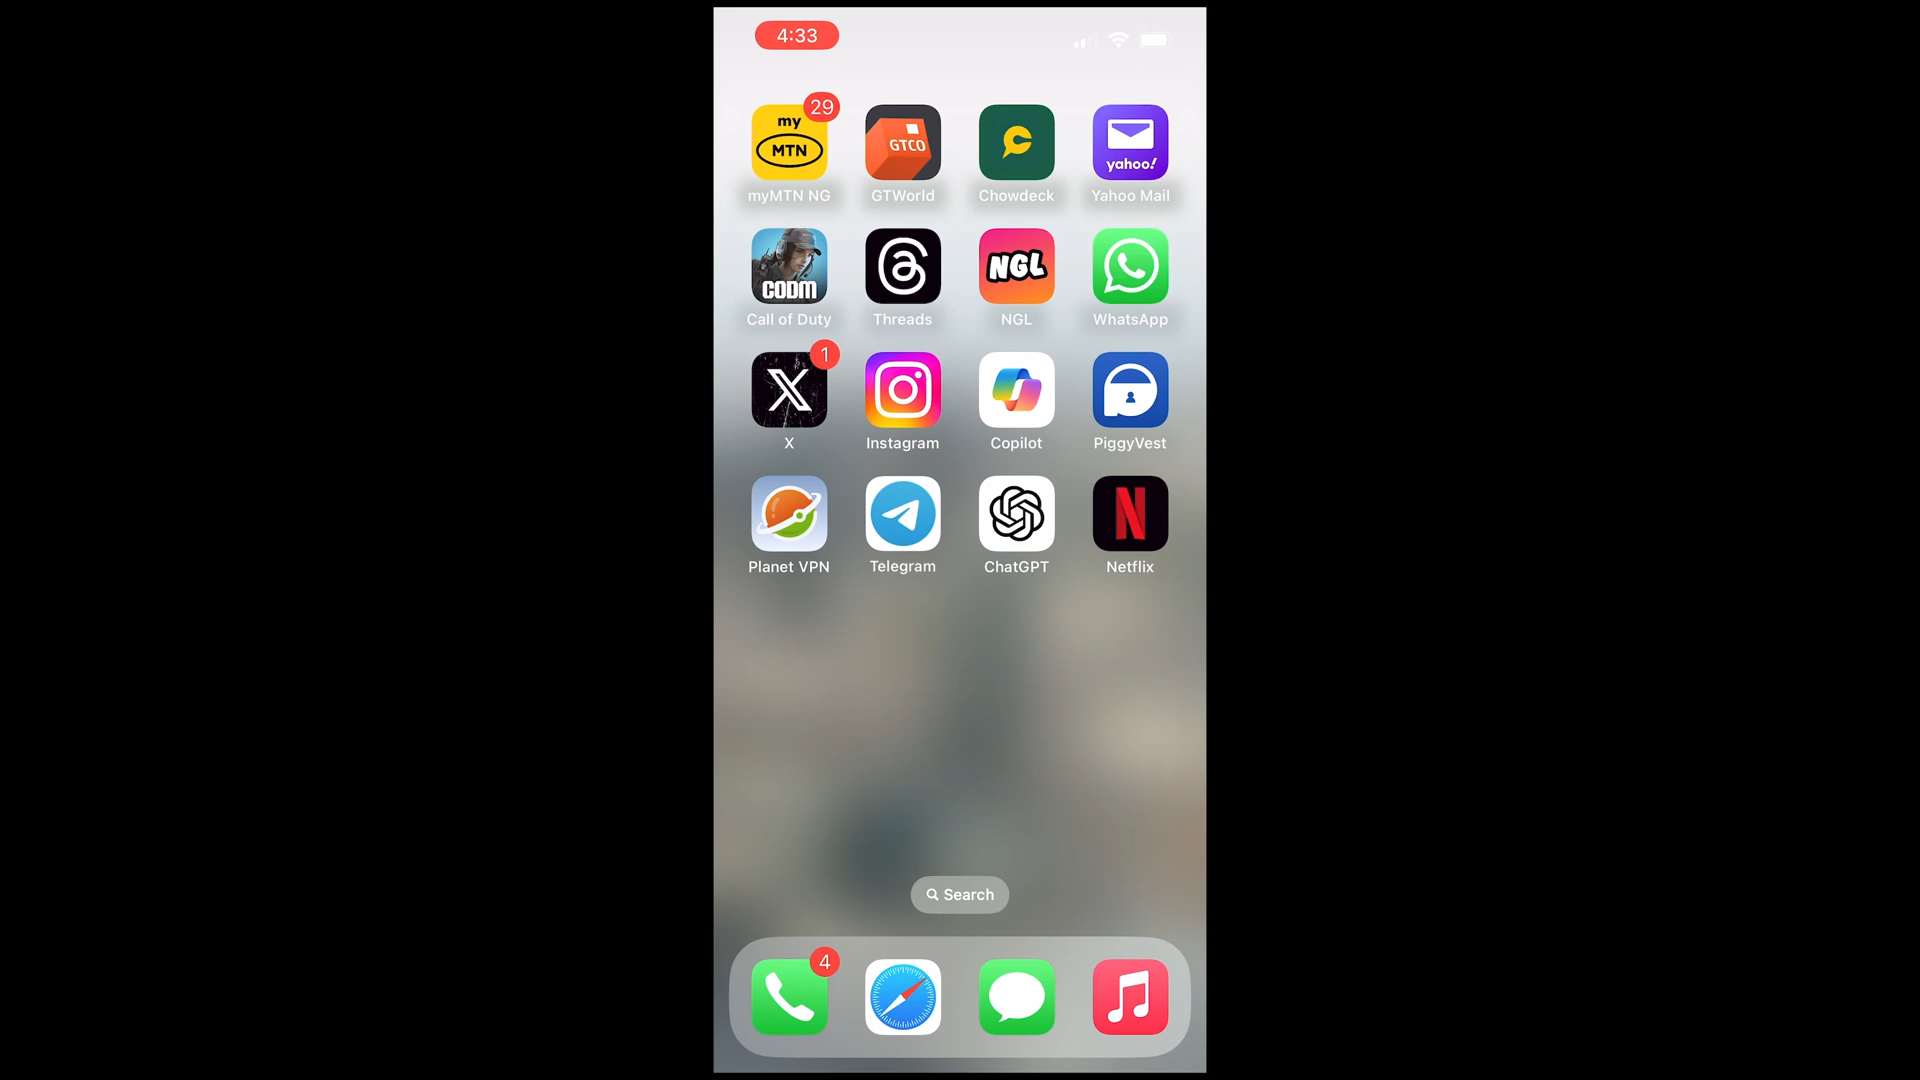 4:33
29
my
MTN
GTCO
yahoo!
myMTN NG GTWorld Chowdeck Yahoo Mail
CODM
NGL
Call of Duty Threads NGL WhatsApp
1
X Instagram Copilot PiggyVest
N
Planet VPN Telegram ChatGPT Netflix
Search
4